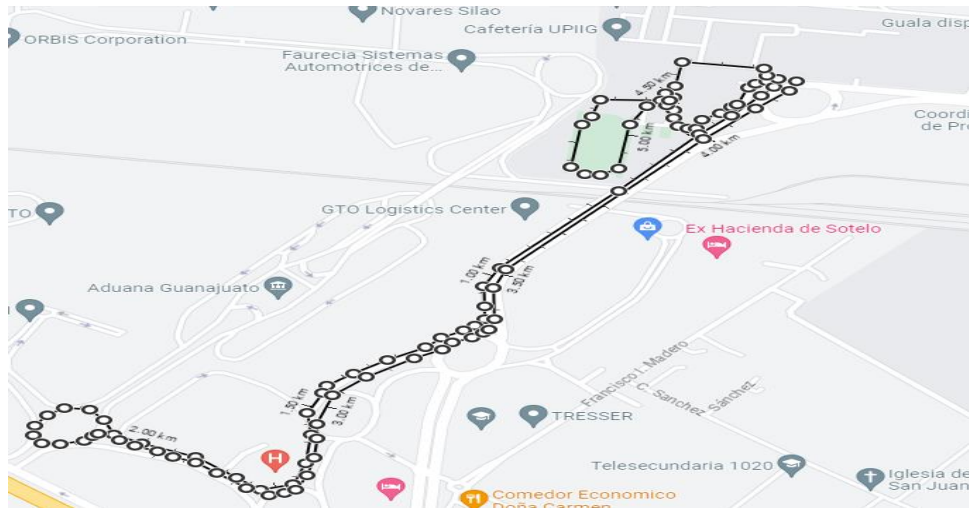 Novares Silao
Cafetería UPIIG
Guala disp
ORBIS Corporation
Faurecia Sistemas
Automotrices de...
4.50 km
Coordi
de Pro
5.00 km
4.00 km
TO
GTO Logistics Center
Ex Hacienda de Sotelo
1.00 km
3.50 km
Aduana Guanajuato
Francisco I. Madero
C. Sanchez Sánchez
1.50 km
3.00 km
TRESSER
2.00 km
H
Telesecundaria 1020
Iglesia de
San Juan
Comedor Economico
Doña Carmen